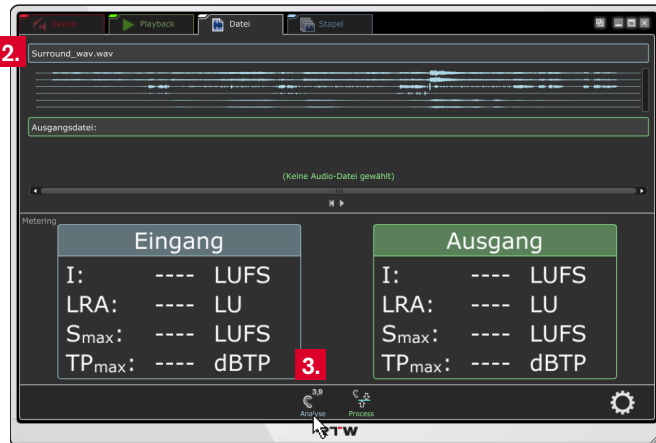 Device Playback Datei Stapel
2.
Surround_wav.wav
Ausgangsdatei:
(Keine Audio-Datei gewählt)
Metering
Eingang
I: ---- LUFS
LRA: ---- LU
Smax: ---- LUFS
TPmax: ---- dBTP
Ausgang
I: ---- LUFS
LRA: ---- LU
Smax: ---- LUFS
TPmax: ---- dBTP
3.
3,9
Analyse Process
RTW